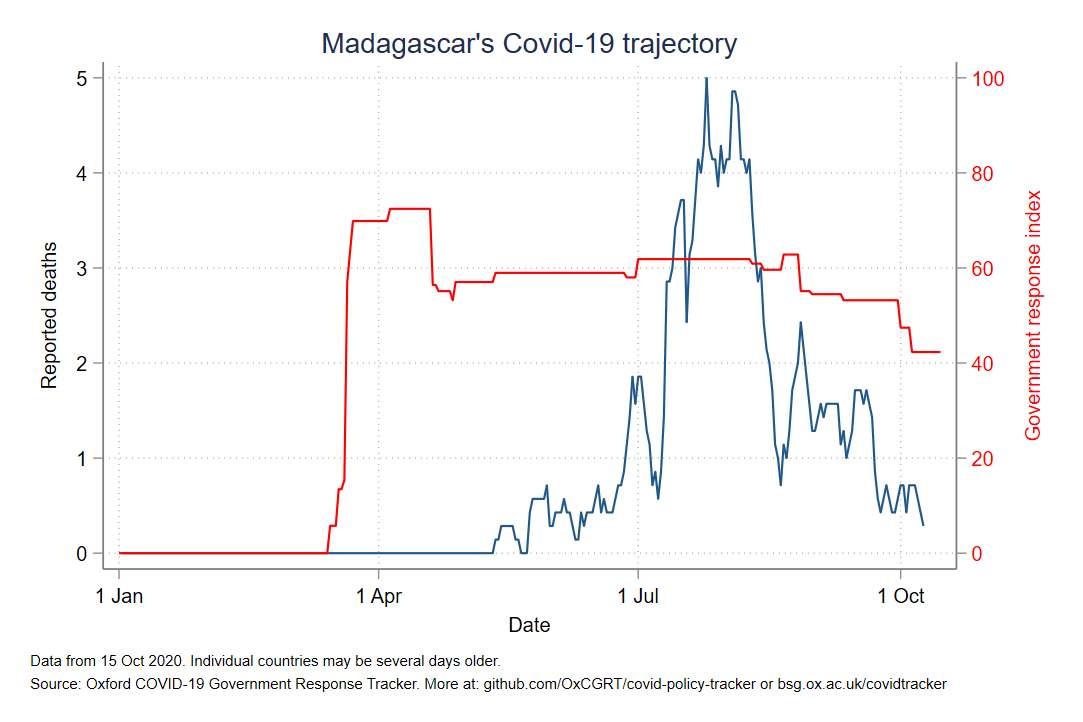 Madagascar's Covid-19 trajectory
5
4
3
2
1
0
Reported deaths
100
80
60
40
20
0
Government response index
1 Jan
1 Apr
1 Jul
1 Oct
Date
Data from 15 Oct 2020. Individual countries may be several days older.
Source: Oxford COVID-19 Government Response Tracker. More at: github.com/OxCGRT/covid-policy-tracker or bsg.ox.ac.uk/covidtracker